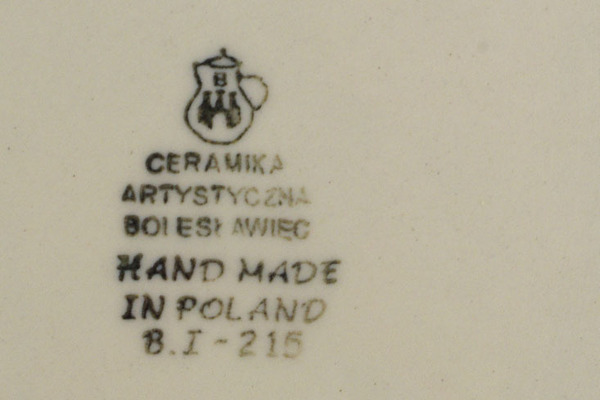 B
CERAMIKA
ARTYSTYCZNA
BOLESŁAWIEC
HAND MADE
IN POLAND
B.I-215